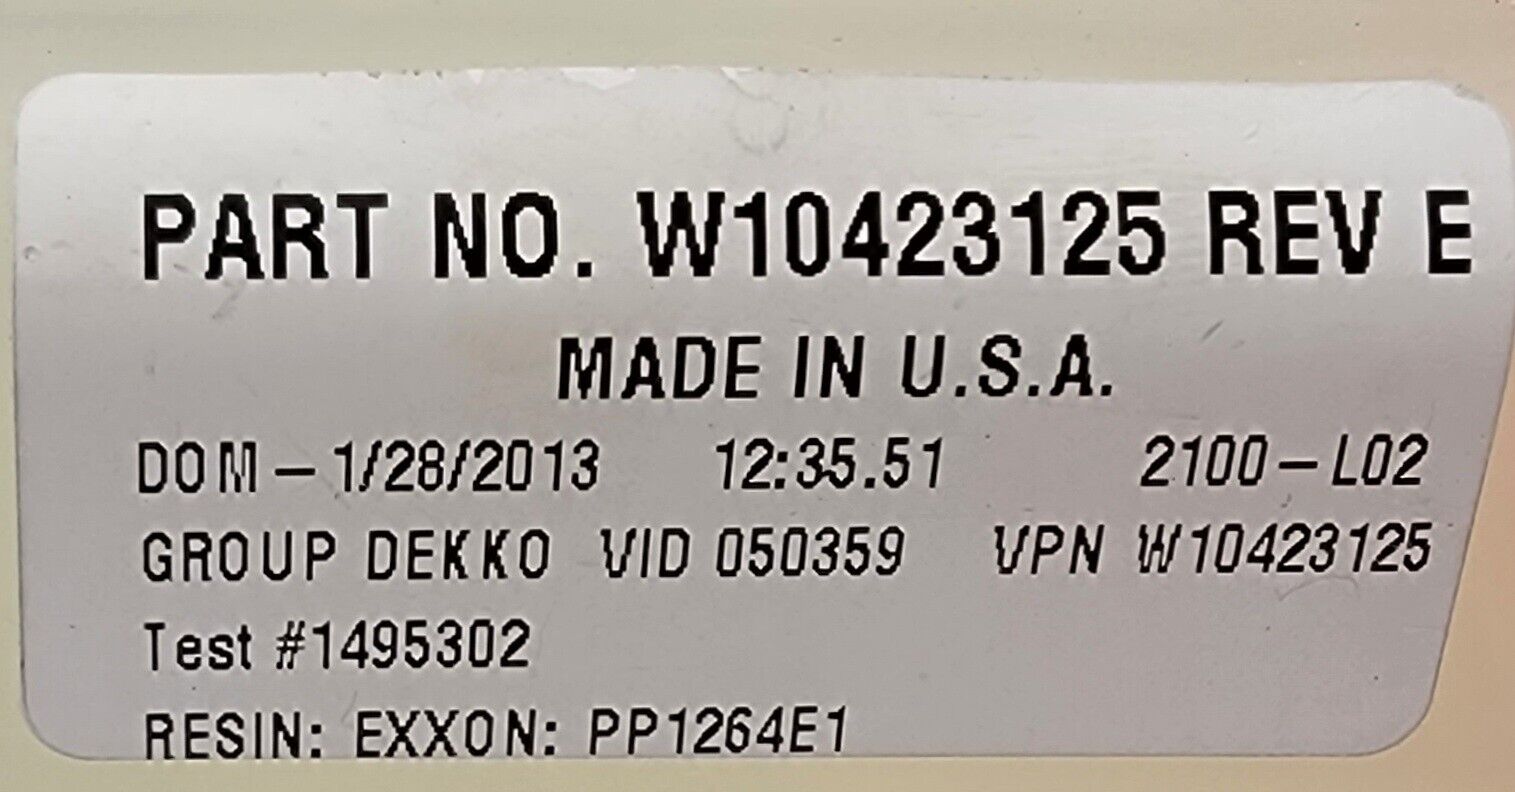 PART NO. W10423125 REV E
MADE IN U.S.A.
DOM-1/28/2013 12:35.51 2100-L02
GROUP DEKKO VID 050359 VPN W10423125
Test #1495302
RESIN: EXXON: PP1264E1